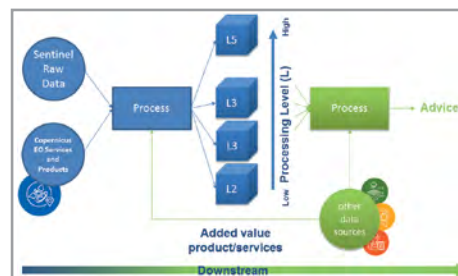 Sentinel
Raw
Data
Copernicus
EO Services
and
Products
Process
L5
L3
L3
L2
High
Processing Level (L)
Low
Process
Advice
other
data
sources
Added value
product/services
Downstream